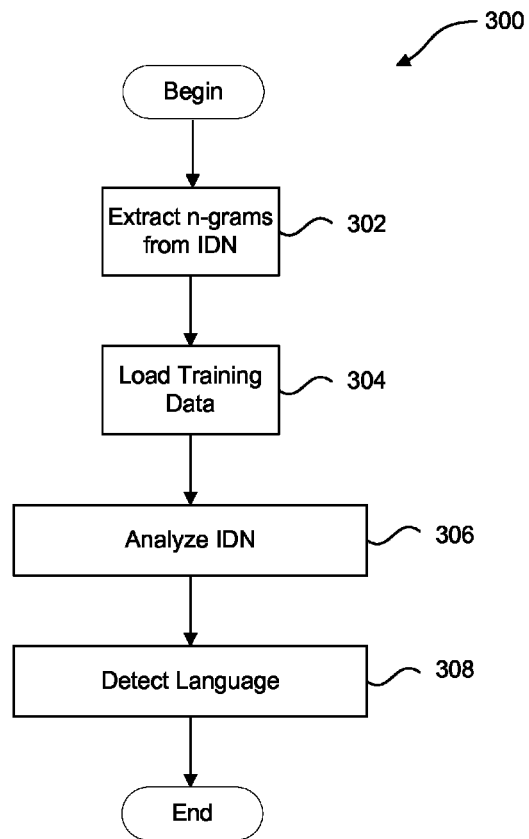 300
Begin
Extract n-grams
from IDN
302
Load Training
Data
304
Analyze IDN
306
Detect Language
308
End